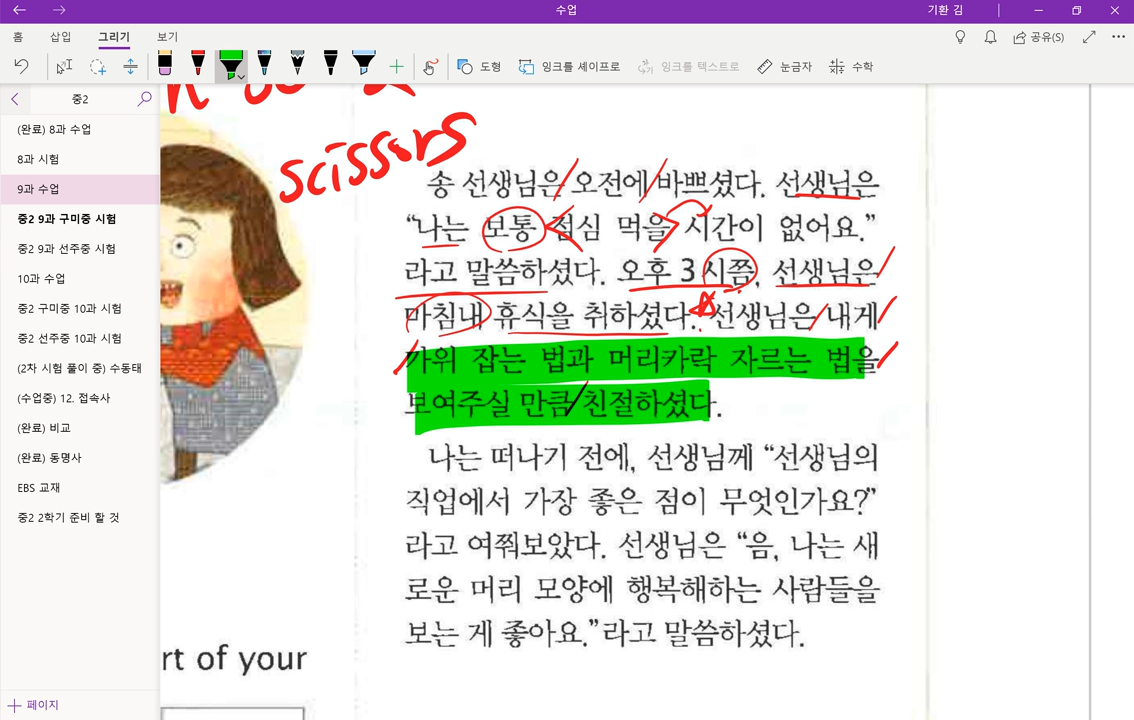 수업
기환 김
홈 삽입 그리기 보기
공유(S)
도형 잉크를 셰이프로 잉크를 텍스트로 눈금자 수학
중2
(완료) 8과 수업
8과 시험
9과 수업
중2 9과 구미중 시험
중2 9과 선주중 시험
10과 수업
중2 구미중 10과 시험
중2 선주중 10과 시험
(2차 시험 풀이 중) 수동태
(수업중) 12. 접속사
(완료) 비교
(완료) 동명사
EBS 교재
중2 2학기 준비 할 것
페이지
scissors
송 선생님은 오전에 바쁘셨다. 선생님은
“나는 보통 점심 먹을 시간이 없어요.”
라고 말씀하셨다. 오후 3시쯤, 선생님은
마침내 휴식을 취하셨다. 선생님은 내게
가위 잡는 법과 머리카락 자르는 법을
보여주실 만큼 친절하셨다.
나는 떠나기 전에, 선생님께 “선생님의
직업에서 가장 좋은 점이 무엇인가요?”
라고 여쭤보았다. 선생님은 “음, 나는 새
로운 머리 모양에 행복해하는 사람들을
보는 게 좋아요.”라고 말씀하셨다.
rt of your